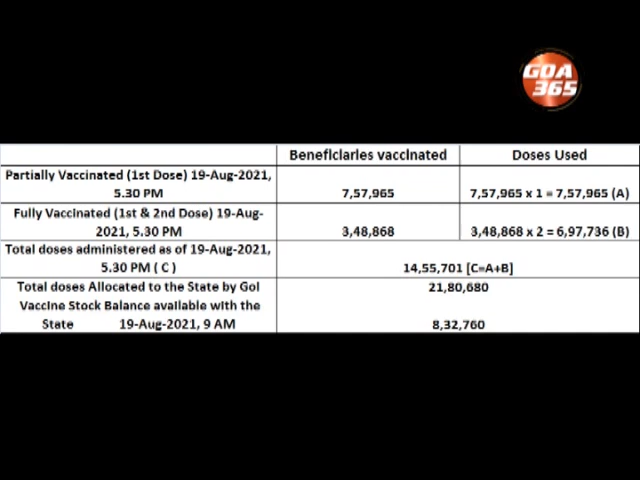 GOA
365
Beneficiaries vaccinated Doses Used
Partially Vaccinated (1st Dose) 19-Aug-2021,
5.30 PM 7,57,965 7,57,965 x 1 = 7,57,965 (A)
Fully Vaccinated (1st & 2nd Dose) 19-Aug-
2021, 5.30 PM 3,48,868 3,48,868 x 2 = 6,97,736 (B)
Total doses administered as of 19-Aug-2021,
5.30 PM ( C ) 14,55,701 [C=A+B]
Total doses Allocated to the State by GoI 21,80,680
Vaccine Stock Balance available with the
State 19-Aug-2021, 9 AM 8,32,760